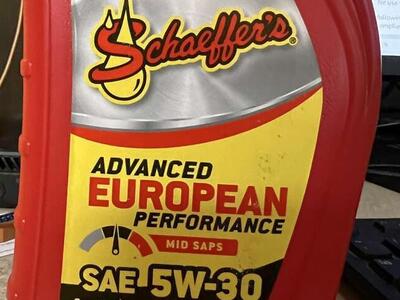 Schaeffer's®
ADVANCED
EUROPEAN
PERFORMANCE
MID SAPS
SAE 5W-30